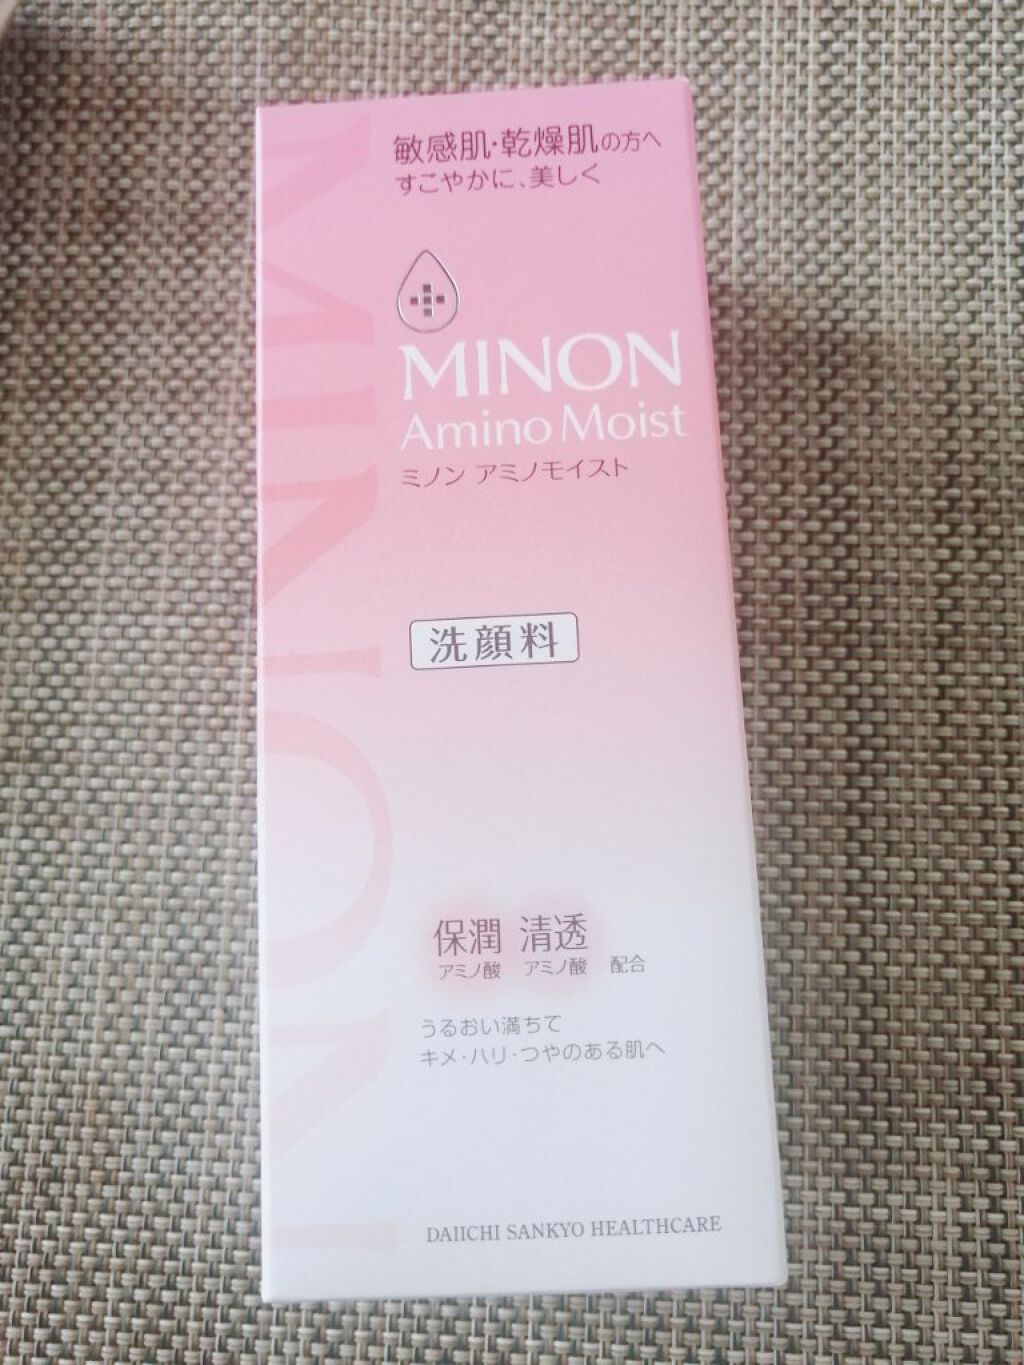 敏感肌・乾燥肌の方へ
すこやかに、美しく
MINON
MINON
Amino Moist
ミノン アミノモイスト
洗顔料
保潤 清透
アミノ酸 アミノ酸 配合
うるおい満ちて
キメ・ハリ・つやのある肌へ
DAIICHI SANKYO HEALTHCARE